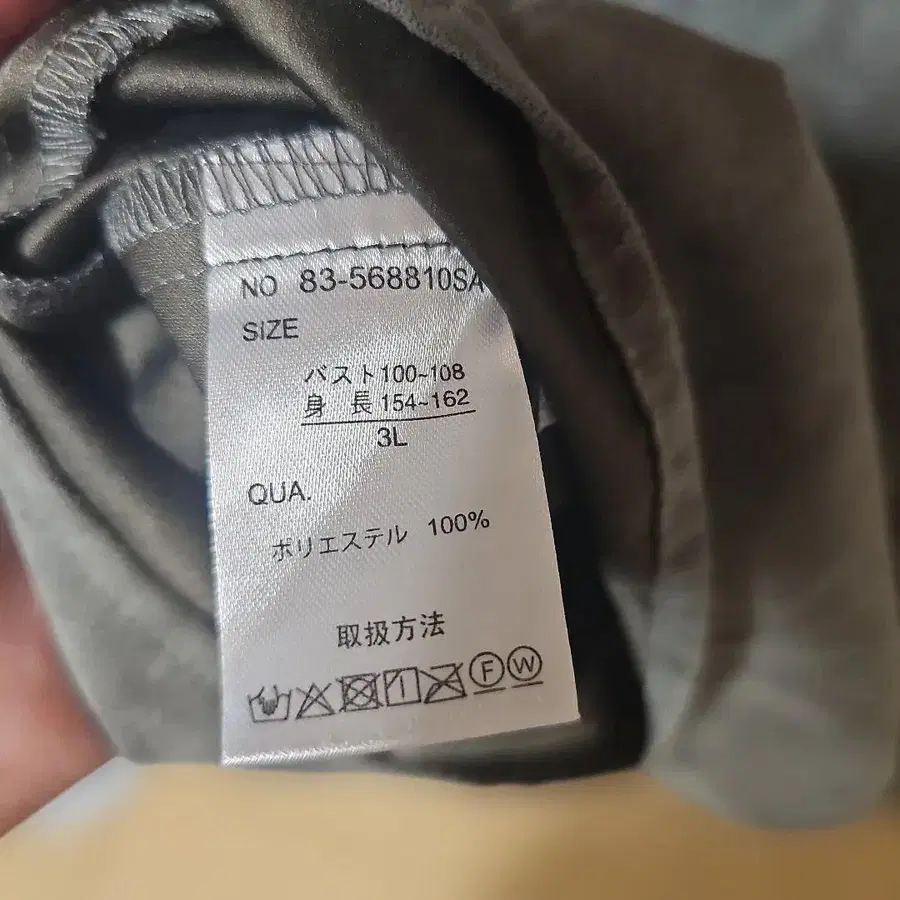 NO 83-568810SA
SIZE
バスト100~108
身 長154~162
3L
QUA.
ポリエステル 100%
取扱方法
F W